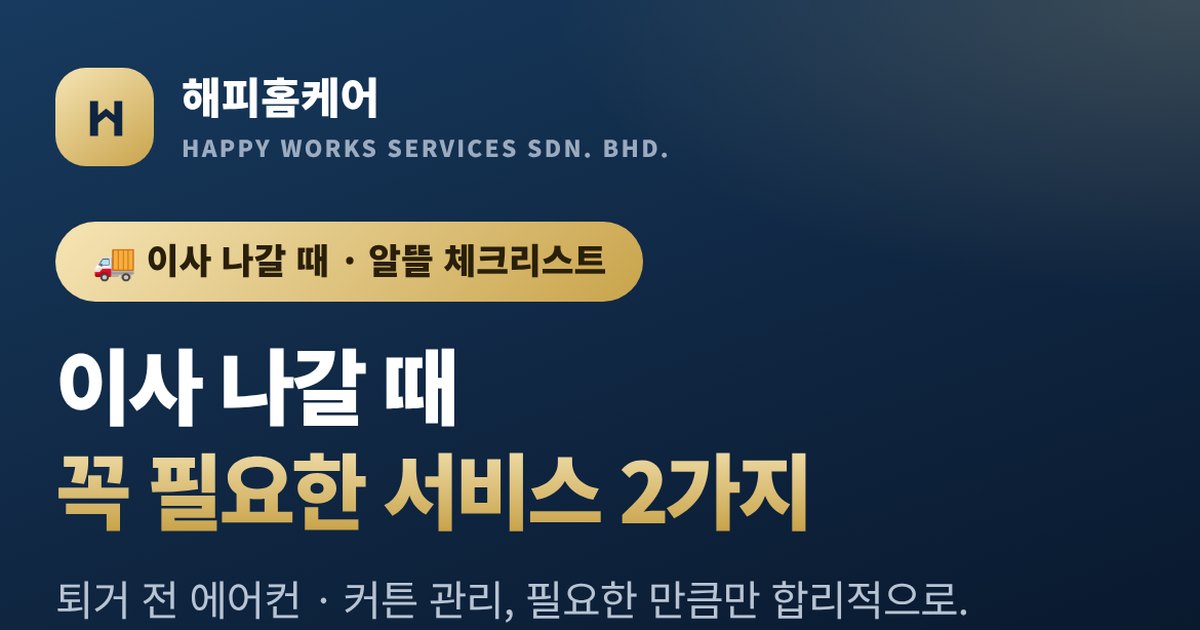 해피홈케어
HAPPY WORKS SERVICES SDN. BHD.
🚚 이사 나갈 때 · 알뜰 체크리스트
이사 나갈 때
꼭 필요한 서비스 2가지
퇴거 전 에어컨 · 커튼 관리, 필요한 만큼만 합리적으로.